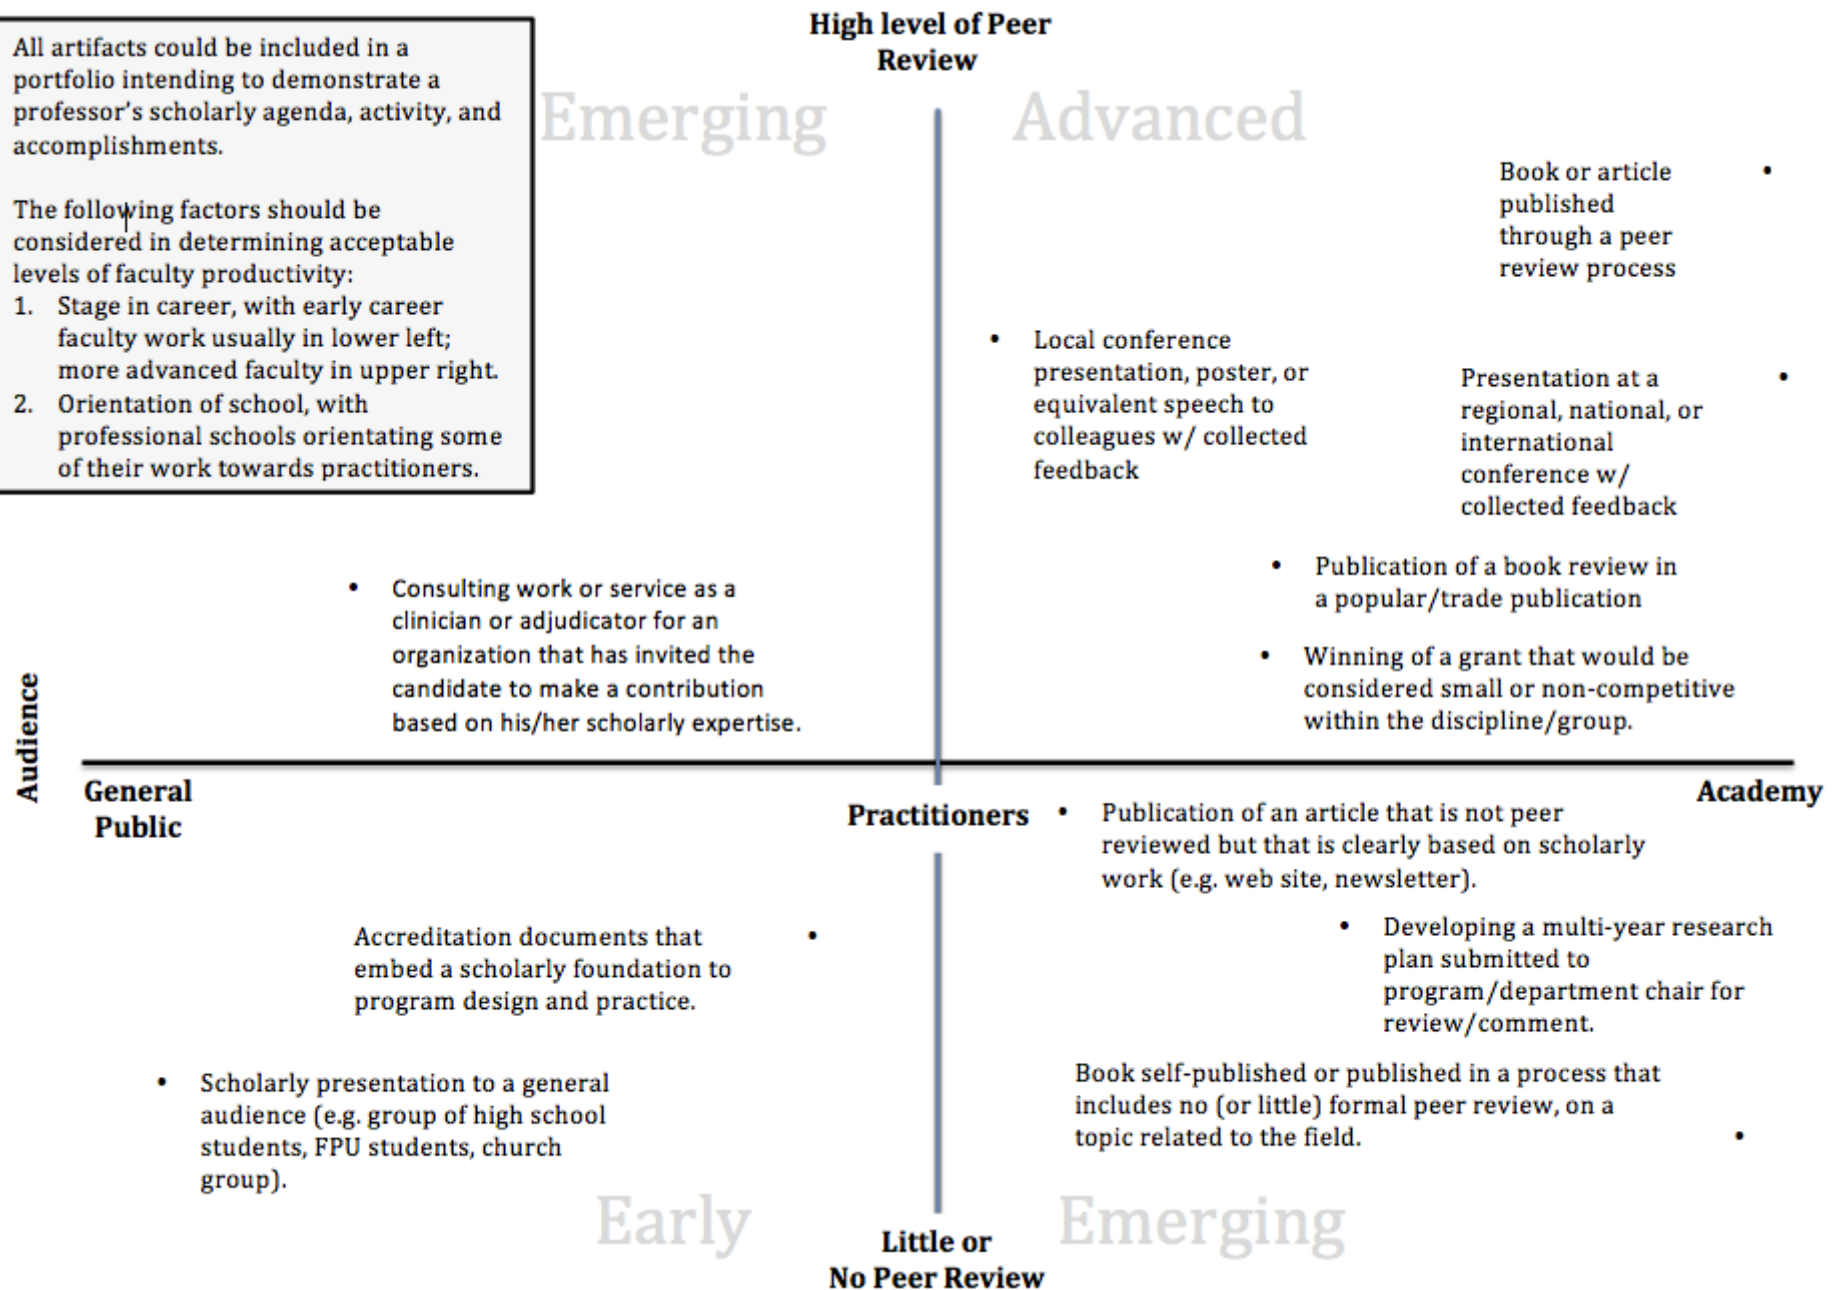 All artifacts could be included in a
portfolio intending to demonstrate a
professor's scholarly agenda, activity, and
accomplishments.
The following factors should be
considered in determining acceptable
levels of faculty productivity:
1. Stage in career, with early career
faculty work usually in lower left;
more advanced faculty in upper right.
2. Orientation of school, with
professional schools orientating some
of their work towards practitioners.
High level of Peer
Review
Emerging
Advanced
Book or article
published
through a peer
review process
• Local conference
presentation, poster, or
equivalent speech to
colleagues w/ collected
feedback
Presentation at a
regional, national, or
international
conference w/
collected feedback
• Consulting work or service as a
clinician or adjudicator for an
organization that has invited the
candidate to make a contribution
based on his/her scholarly expertise.
• Publication of a book review in
a popular/trade publication
• Winning of a grant that would be
considered small or non-competitive
within the discipline/group.
Audience
General
Public
Practitioners
Academy
• Publication of an article that is not peer
reviewed but that is clearly based on scholarly
work (e.g. web site, newsletter).
Accreditation documents that
embed a scholarly foundation to
program design and practice.
• Developing a multi-year research
plan submitted to
program/department chair for
review/comment.
• Scholarly presentation to a general
audience (e.g. group of high school
students, FPU students, church
group).
Book self-published or published in a process that
includes no (or little) formal peer review, on a
topic related to the field.
Early
Emerging
Little or
No Peer Review